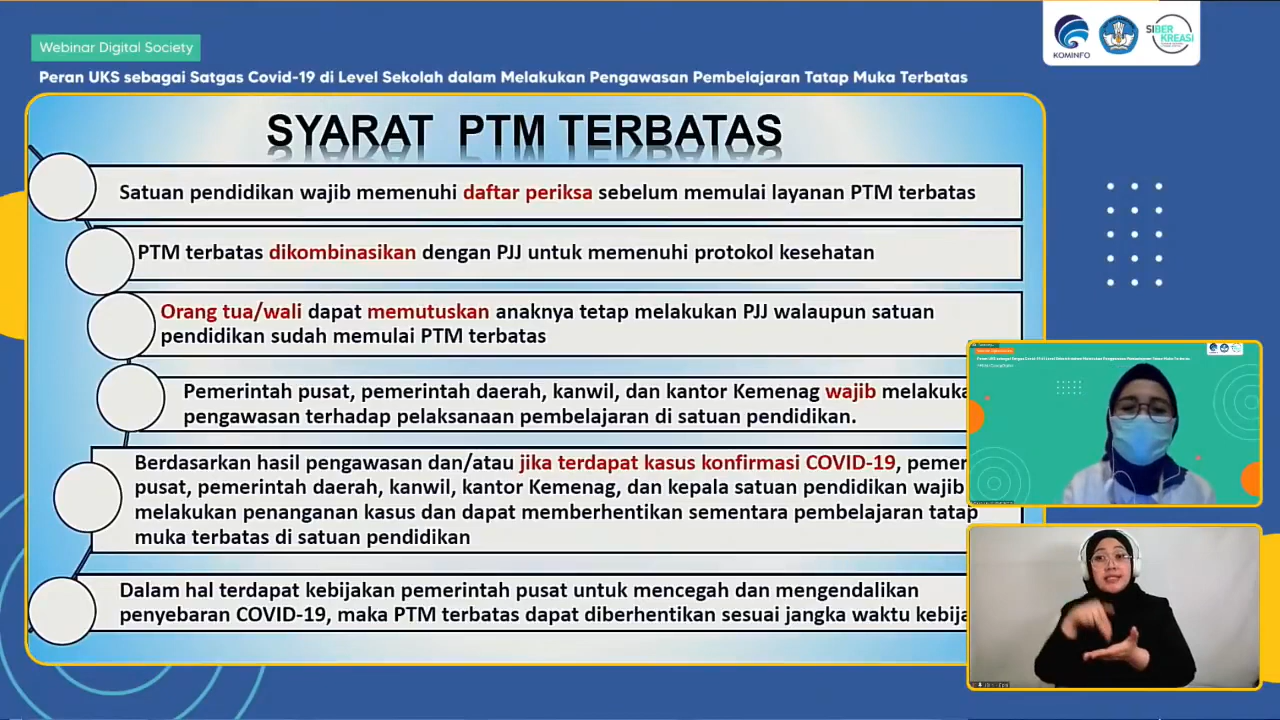 Webinar Digital Society
Peran UKS sebagai Satgas Covid-19 di Level Sekolah dalam Melakukan Pengawasan Pembelajaran Tatap Muka Terbatas
KOMINFO
SIBER
KREASI
SYARAT PTM TERBATAS
Satuan pendidikan wajib memenuhi daftar periksa sebelum memulai layanan PTM terbatas
PTM terbatas dikombinasikan dengan PJJ untuk memenuhi protokol kesehatan
Orang tua/wali dapat memutuskan anaknya tetap melakukan PJJ walaupun satuan
pendidikan sudah memulai PTM terbatas
Pemerintah pusat, pemerintah daerah, kanwil, dan kantor Kemenag wajib melakuka
pengawasan terhadap pelaksanaan pembelajaran di satuan pendidikan.
Berdasarkan hasil pengawasan dan/atau jika terdapat kasus konfirmasi COVID-19, pemer
pusat, pemerintah daerah, kanwil, kantor Kemenag, dan kepala satuan pendidikan wajib
melakukan penanganan kasus dan dapat memberhentikan sementara pembelajaran tatap
muka terbatas di satuan pendidikan
Dalam hal terdapat kebijakan pemerintah pusat untuk mencegah dan mengendalikan
penyebaran COVID-19, maka PTM terbatas dapat diberhentikan sesuai jangka waktu kebija